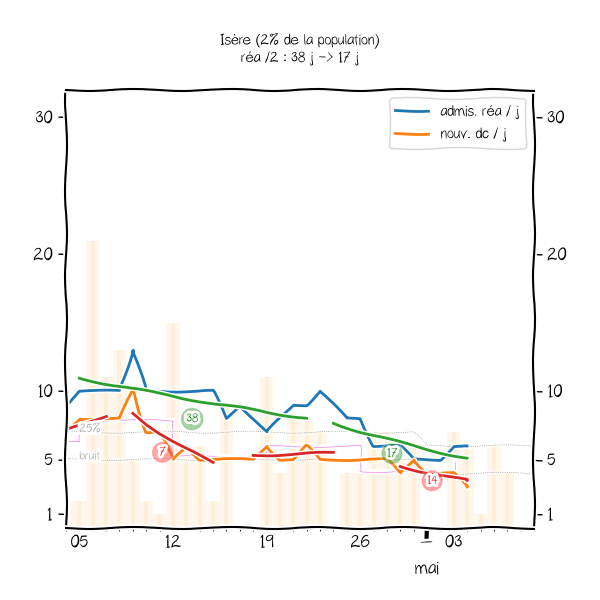 Isère (2% de la population)
réa /2 : 38 j -> 17 j
admis. réa / j
nouv. dc / j
30 30
20 20
10 10
5 5
1 1
25%
bruit
38
7
17
14
05 12 19 26 03
mai